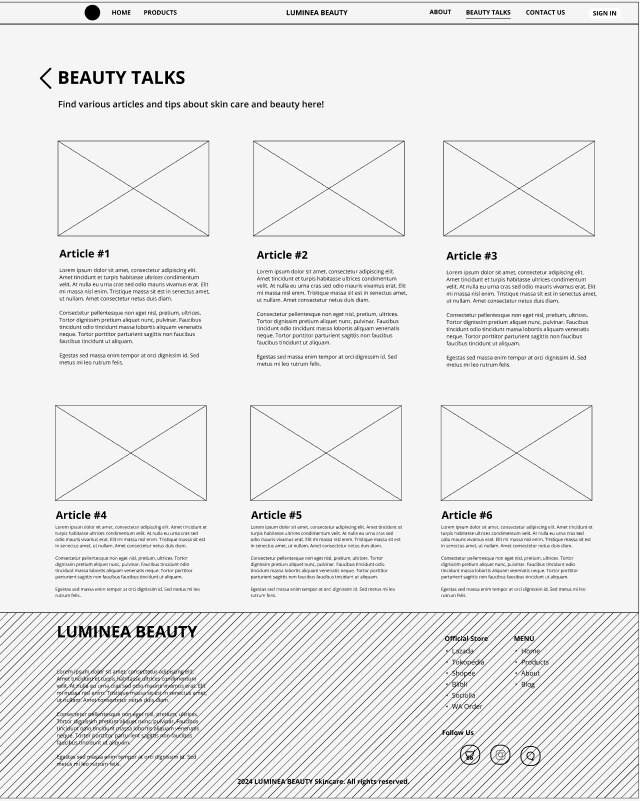 HOME PRODUCTS LUMINEA BEAUTY ABOUT BEAUTY TALKS CONTACT US SIGN IN
BEAUTY TALKS
Find various articles and tips about skin care and beauty here!
Article #1
Lorem ipsum dolor sit amet, consectetur adipiscing elit.
Amet tincidunt et turpis habitasse ultrices condimentum
velit. At nulla eu urna cras sed odio mauris vivamus erat. Elit
mi massa nisl enim. Tristique massa sit est in senectus amet,
ut nullam. Amet consectetur netus duis diam.
Consectetur pellentesque non eget nisl, pretium, ultrices.
Tortor dignissim pretium aliquet nunc, pulvinar. Faucibus
tincidunt odio tincidunt massa lobortis aliquam venenatis
neque. Tortor porttitor parturient sagittis non faucibus
faucibus tincidunt ut aliquam.
Egestas sed massa enim tempor at orci dignissim id. Sed
metus mi leo rutrum felis.
Article #2
Lorem ipsum dolor sit amet, consectetur adipiscing elit.
Amet tincidunt et turpis habitasse ultrices condimentum
velit. At nulla eu urna cras sed odio mauris vivamus erat. Elit
mi massa nisl enim. Tristique massa sit est in senectus amet,
ut nullam. Amet consectetur netus duis diam.
Consectetur pellentesque non eget nisl, pretium, ultrices.
Tortor dignissim pretium aliquet nunc, pulvinar. Faucibus
tincidunt odio tincidunt massa lobortis aliquam venenatis
neque. Tortor porttitor parturient sagittis non faucibus
faucibus tincidunt ut aliquam.
Egestas sed massa enim tempor at orci dignissim id. Sed
metus mi leo rutrum felis.
Article #3
Lorem ipsum dolor sit amet, consectetur adipiscing elit.
Amet tincidunt et turpis habitasse ultrices condimentum
velit. At nulla eu urna cras sed odio mauris vivamus erat. Elit
mi massa nisl enim. Tristique massa sit est in senectus amet,
ut nullam. Amet consectetur netus duis diam.
Consectetur pellentesque non eget nisl, pretium, ultrices.
Tortor dignissim pretium aliquet nunc, pulvinar. Faucibus
tincidunt odio tincidunt massa lobortis aliquam venenatis
neque. Tortor porttitor parturient sagittis non faucibus
faucibus tincidunt ut aliquam.
Egestas sed massa enim tempor at orci dignissim id. Sed
metus mi leo rutrum felis.
Article #4
Lorem ipsum dolor sit amet, consectetur adipiscing elit. Amet tincidunt et
turpis habitasse ultrices condimentum velit. At nulla eu urna cras sed
odio mauris vivamus erat. Elit mi massa nisl enim. Tristique massa sit est
in senectus amet, ut nullam. Amet consectetur netus duis diam.
Consectetur pellentesque non eget nisl, pretium, ultrices. Tortor
dignissim pretium aliquet nunc, pulvinar. Faucibus tincidunt odio
tincidunt massa lobortis aliquam venenatis neque. Tortor porttitor
parturient sagittis non faucibus faucibus tincidunt ut aliquam.
Egestas sed massa enim tempor at orci dignissim id. Sed metus mi leo
rutrum felis.
Article #5
Lorem ipsum dolor sit amet, consectetur adipiscing elit. Amet tincidunt et
turpis habitasse ultrices condimentum velit. At nulla eu urna cras sed
odio mauris vivamus erat. Elit mi massa nisl enim. Tristique massa sit est
in senectus amet, ut nullam. Amet consectetur netus duis diam.
Consectetur pellentesque non eget nisl, pretium, ultrices. Tortor
dignissim pretium aliquet nunc, pulvinar. Faucibus tincidunt odio
tincidunt massa lobortis aliquam venenatis neque. Tortor porttitor
parturient sagittis non faucibus faucibus tincidunt ut aliquam.
Egestas sed massa enim tempor at orci dignissim id. Sed metus mi leo
rutrum felis.
Article #6
Lorem ipsum dolor sit amet, consectetur adipiscing elit. Amet tincidunt et
turpis habitasse ultrices condimentum velit. At nulla eu urna cras sed
odio mauris vivamus erat. Elit mi massa nisl enim. Tristique massa sit est
in senectus amet, ut nullam. Amet consectetur netus duis diam.
Consectetur pellentesque non eget nisl, pretium, ultrices. Tortor
dignissim pretium aliquet nunc, pulvinar. Faucibus tincidunt odio
tincidunt massa lobortis aliquam venenatis neque. Tortor porttitor
parturient sagittis non faucibus faucibus tincidunt ut aliquam.
Egestas sed massa enim tempor at orci dignissim id. Sed metus mi leo
rutrum felis.
LUMINEA BEAUTY
Lorem ipsum dolor sit amet, consectetur adipiscing elit.
Amet tincidunt et turpis habitasse ultrices condimentum
velit. At nulla eu urna cras sed odio mauris vivamus erat. Elit
mi massa nisl enim. Tristique massa sit est in senectus amet,
ut nullam. Amet consectetur netus duis diam.
Consectetur pellentesque non eget nisl, pretium, ultrices.
Tortor dignissim pretium aliquet nunc, pulvinar. Faucibus
tincidunt odio tincidunt massa lobortis aliquam venenatis
neque. Tortor porttitor parturient sagittis non faucibus
faucibus tincidunt ut aliquam.
Egestas sed massa enim tempor at orci dignissim id. Sed
metus mi leo rutrum felis.
Official Store
• Lazada
• Tokopedia
• Shopee
• Blibli
• Sociolla
• WA Order
MENU
• Home
• Products
• About
• Blog
Follow Us
2024 LUMINEA BEAUTY Skincare. All rights reserved.